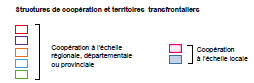 Structures de coopération et territoires transfrontaliers
Coopération à l'échelle
régionale, départementale
ou provinciale
Coopération
à l'échelle locale